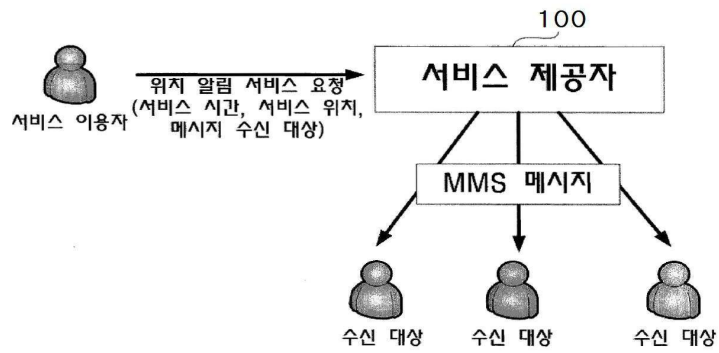 100
서비스 제공자
위치 알림 서비스 요청
(서비스 시간, 서비스 위치,
메시지 수신 대상)
서비스 이용자
MMS 메시지
수신 대상
수신 대상
수신 대상